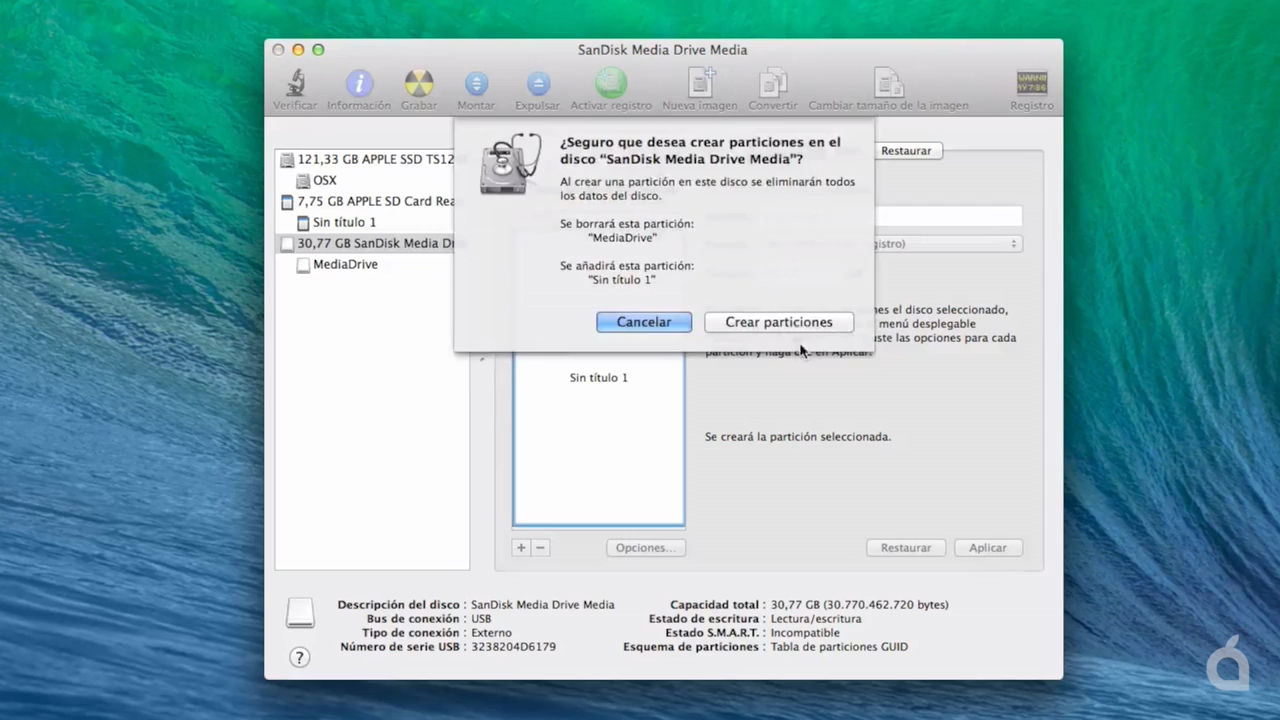 SanDisk Media Drive Media
Verificar Información Grabar Montar Expulsar Activar registro Nueva imagen Convertir Cambiar tamaño de la imagen Registro
WARNO
121,33 GB APPLE SSD TS12
OSX
7,75 GB APPLE SD Card Rea
Sin título 1
30,77 GB SanDisk Media Dr
MediaDrive
¿Seguro que desea crear particiones en el
disco “SanDisk Media Drive Media”?
Al crear una partición en este disco se eliminarán todos
los datos del disco.
Se borrará esta partición:
“MediaDrive”
Se añadirá esta partición:
“Sin título 1”
Cancelar Crear particiones
Restaurar
gistro)
nes el disco seleccionado,
menú desplegable
uste las opciones para cada
partición y haga clic en Aplicar.
Sin título 1
Se creará la partición seleccionada.
+ − Opciones... Restaurar Aplicar
Descripción del disco : SanDisk Media Drive Media
Bus de conexión : USB
Tipo de conexión : Externo
Número de serie USB : 3238204D6179
Capacidad total : 30,77 GB (30.770.462.720 bytes)
Estado de escritura : Lectura/escritura
Estado S.M.A.R.T. : Incompatible
Esquema de particiones : Tabla de particiones GUID
?